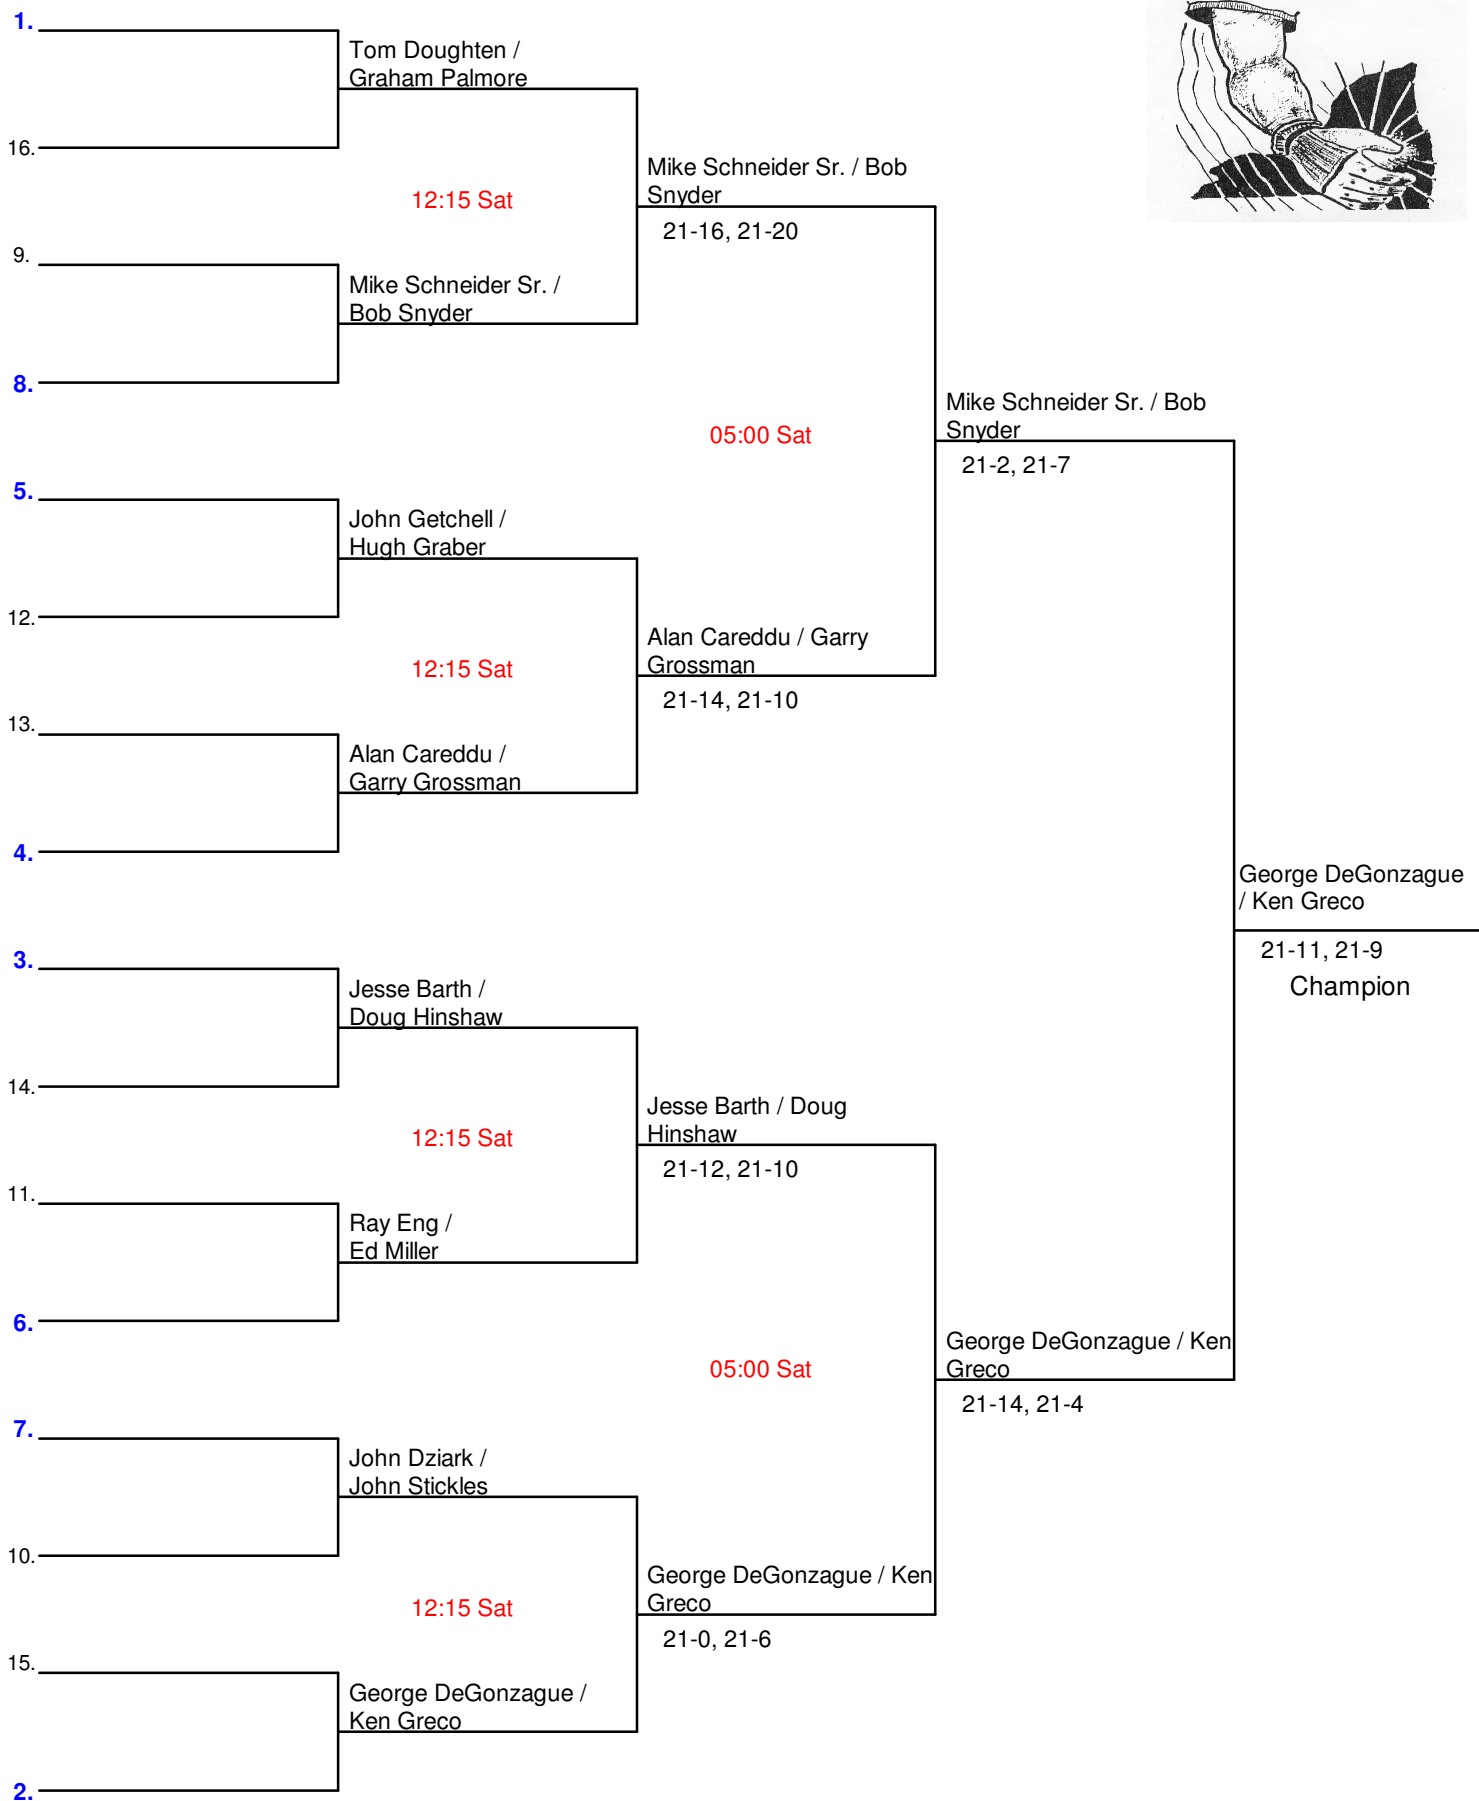 1.
Tom Doughten /
Graham Palmore
16.
12:15 Sat
Mike Schneider Sr. / Bob
Snyder
21-16, 21-20
9.
Mike Schneider Sr. /
Bob Snyder
8.
05:00 Sat
Mike Schneider Sr. / Bob
Snyder
21-2, 21-7
5.
John Getchell /
Hugh Graber
12.
12:15 Sat
Alan Careddu / Garry
Grossman
21-14, 21-10
13.
Alan Careddu /
Garry Grossman
4.
George DeGonzague
/ Ken Greco
21-11, 21-9
Champion
3.
Jesse Barth /
Doug Hinshaw
14.
12:15 Sat
Jesse Barth / Doug
Hinshaw
21-12, 21-10
11.
Ray Eng /
Ed Miller
6.
05:00 Sat
George DeGonzague / Ken
Greco
21-14, 21-4
7.
John Dziark /
John Stickles
10.
12:15 Sat
George DeGonzague / Ken
Greco
21-0, 21-6
15.
George DeGonzague /
Ken Greco
2.